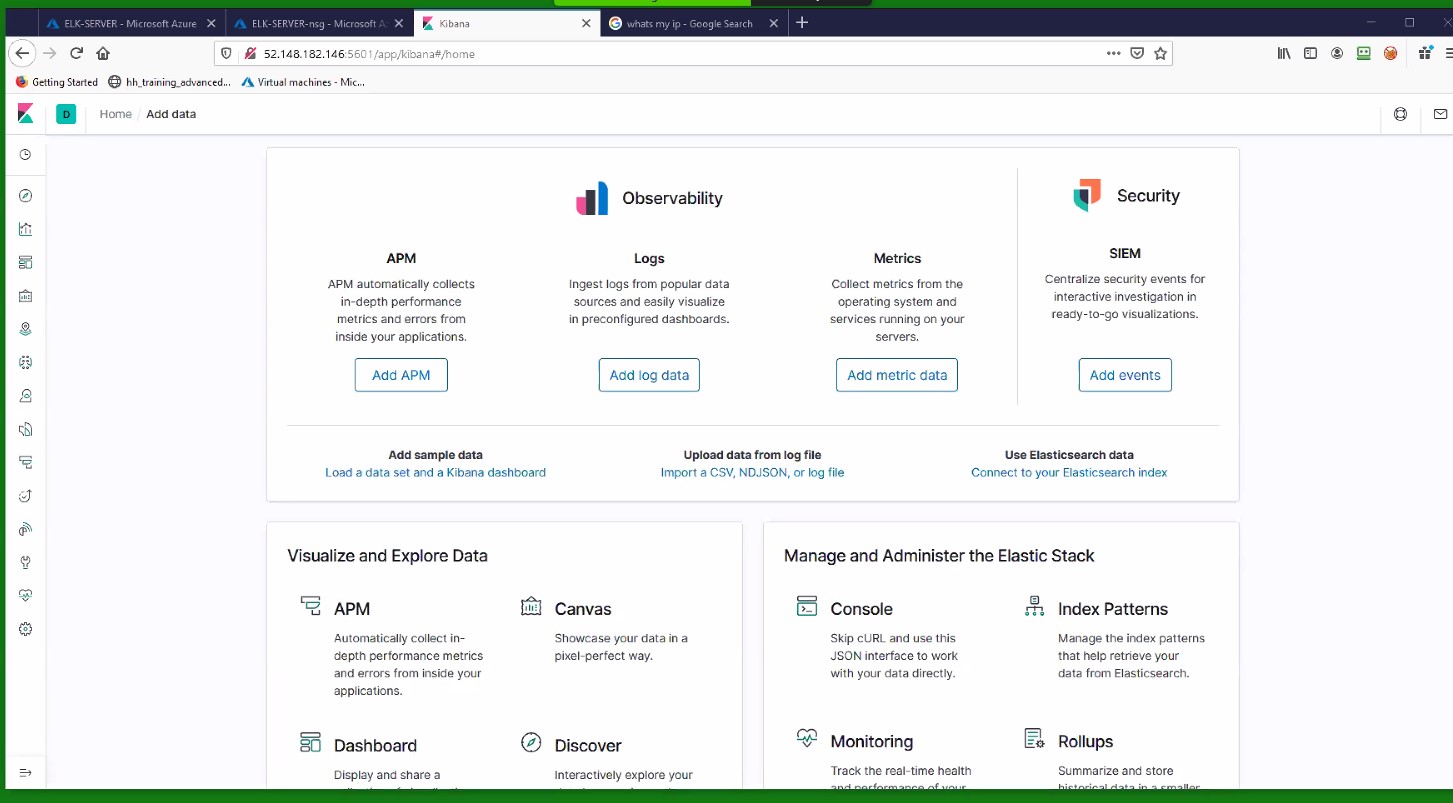 ELK-SERVER - Microsoft Azure
ELK-SERVER-nsg - Microsoft A
Kibana
whats my ip - Google Search
52.148.182.146:5601/app/kibana#/home
Getting Started
hh_training_advanced...
Virtual machines - Mic...
D
Home / Add data
Observability
Security
APM
APM automatically collects
in-depth performance
metrics and errors from
inside your applications.
Add APM
Logs
Ingest logs from popular data
sources and easily visualize
in preconfigured dashboards.
Add log data
Metrics
Collect metrics from the
operating system and
services running on your
servers.
Add metric data
SIEM
Centralize security events for
interactive investigation in
ready-to-go visualizations.
Add events
Add sample data
Load a data set and a Kibana dashboard
Upload data from log file
Import a CSV, NDJSON, or log file
Use Elasticsearch data
Connect to your Elasticsearch index
Visualize and Explore Data
APM
Automatically collect in-
depth performance metrics
and errors from inside your
applications.
Canvas
Showcase your data in a
pixel-perfect way.
Dashboard
Display and share a
Discover
Interactively explore your
Manage and Administer the Elastic Stack
Console
Skip cURL and use this
JSON interface to work
with your data directly.
Index Patterns
Manage the index patterns
that help retrieve your
data from Elasticsearch.
Monitoring
Track the real-time health
and performance of your
Rollups
Summarize and store
historical data in a smaller